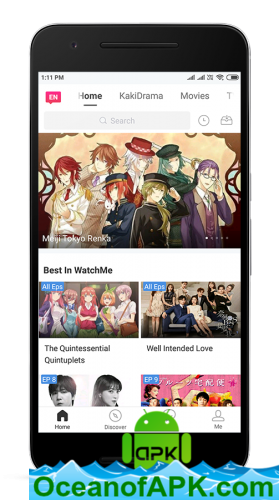 1:11 PM
EN Home KakiDrama Movies T
Search
Meiji Tokyo Renka
Best In WatchMe
All Eps
All Eps
The Quintessential
Quintuplets
Well Intended Love
EP 8
EP 9
Home
Discover
Me
apk
OceanofAPK.com